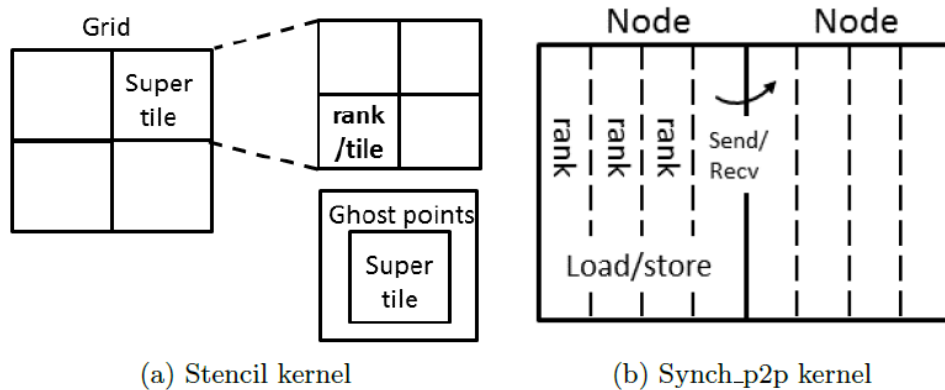 Grid
Super
tile
rank
/tile
Ghost points
Super
tile
(a) Stencil kernel
Node
Node
rank
rank
rank
Send/
Recv
Load/store
(b) Synch_p2p kernel